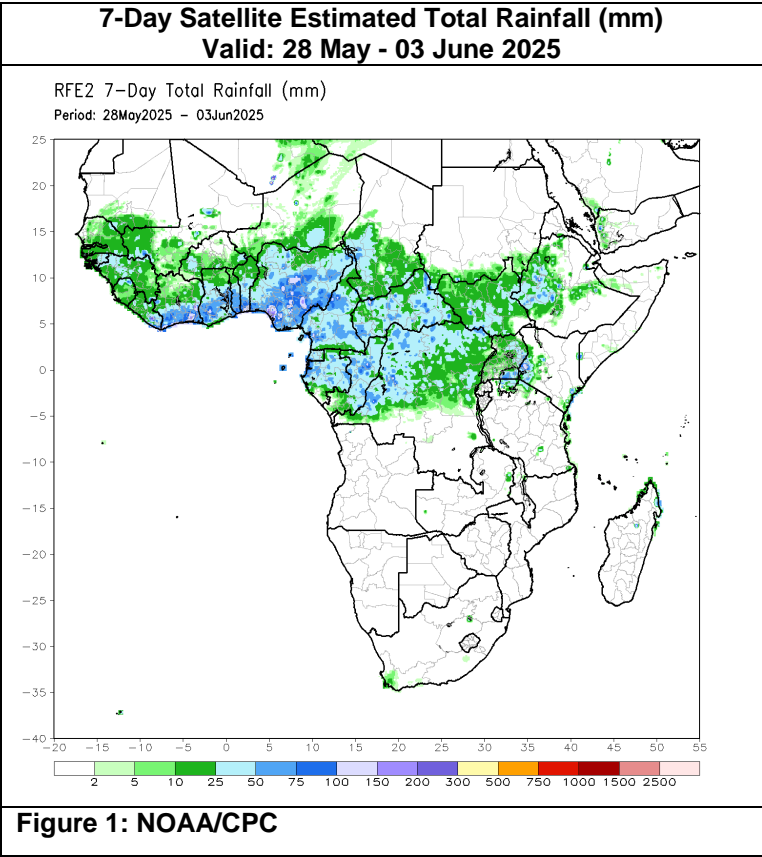 7-Day Satellite Estimated Total Rainfall (mm)
Valid: 28 May - 03 June 2025
RFE2 7-Day Total Rainfall (mm)
Period: 28May2025 - 03Jun2025
25
20
15
10
5
0
-5
-10
-15
-20
-25
-30
-35
-40
-20 -15 -10 -5 0 5 10 15 20 25 30 35 40 45 50 55
2 5 10 25 50 75 100 150 200 300 500 750 1000 1500 2500
Figure 1: NOAA/CPC